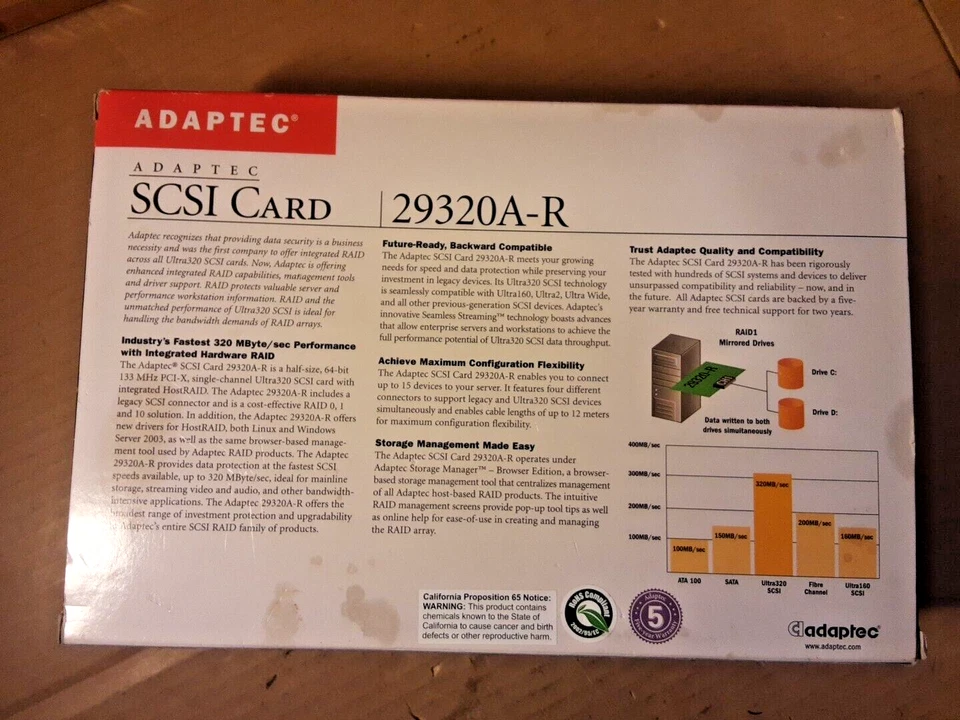 ADAPTEC®
ADAPTEC
SCSI CARD
29320A-R
Adaptec recognizes that providing data security is a business
necessity and was the first company to offer integrated RAID
across all Ultra320 SCSI cards. Now, Adaptec is offering
enhanced integrated RAID capabilities, management tools
and driver support. RAID protects valuable server and
performance workstation information. RAID and the
unmatched performance of Ultra320 SCSI is ideal for
handling the bandwidth demands of RAID arrays.
Industry's Fastest 320 MByte/sec Performance
with Integrated Hardware RAID
The Adaptec® SCSI Card 29320A-R is a half-size, 64-bit
133 MHz PCI-X, single-channel Ultra320 SCSI card with
integrated HostRAID. The Adaptec 29320A-R includes a
legacy SCSI connector and is a cost-effective RAID 0, 1
and 10 solution. In addition, the Adaptec 29320A-R offers
new drivers for HostRAID, both Linux and Windows
Server 2003, as well as the same browser-based manage-
ment tool used by Adaptec RAID products. The Adaptec
29320A-R provides data protection at the fastest SCSI
speeds available, up to 320 MByte/sec, ideal for mainline
storage, streaming video and audio, and other bandwidth-
intensive applications. The Adaptec 29320A-R offers the
broadest range of investment protection and upgradability
Adaptec's entire SCSI RAID family of products.
Future-Ready, Backward Compatible
The Adaptec SCSI Card 29320A-R meets your growing
needs for speed and data protection while preserving your
investment in legacy devices. Its Ultra320 SCSI technology
is seamlessly compatible with Ultra160, Ultra2, Ultra Wide,
and all other previous-generation SCSI devices. Adaptec's
innovative Seamless Streaming™ technology boosts advances
that allow enterprise servers and workstations to achieve the
full performance potential of Ultra320 SCSI data throughput.
Achieve Maximum Configuration Flexibility
The Adaptec SCSI Card 29320A-R enables you to connect
up to 15 devices to your server. It features four different
connectors to support legacy and Ultra320 SCSI devices
simultaneously and enables cable lengths of up to 12 meters
for maximum configuration flexibility.
Storage Management Made Easy
The Adaptec SCSI Card 29320A-R operates under
Adaptec Storage Manager™ – Browser Edition, a browser-
based storage management tool that centralizes management
of all Adaptec host-based RAID products. The intuitive
RAID management screens provide pop-up tool tips as well
as online help for ease-of-use in creating and managing
the RAID array.
Trust Adaptec Quality and Compatibility
The Adaptec SCSI Card 29320A-R has been rigorously
tested with hundreds of SCSI systems and devices to deliver
unsurpassed compatibility and reliability – now, and in
the future. All Adaptec SCSI cards are backed by a five-
year warranty and free technical support for two years.
RAID1
Mirrored Drives
29320-R
Drive C:
Drive D:
Data written to both
drives simultaneously
400MB/sec
300MB/sec
200MB/sec
100MB/sec
100MB/sec
150MB/sec
320MB/sec
200MB/sec
160MB/sec
ATA 100
SATA
Ultra320
SCSI
Fibre
Channel
Ultra160
SCSI
California Proposition 65 Notice:
WARNING: This product contains
chemicals known to the State of
California to cause cancer and birth
defects or other reproductive harm.
RoHS Compliant
2002/95/EC
Adaptec
5
Five-Year Warranty
adaptec®
www.adaptec.com